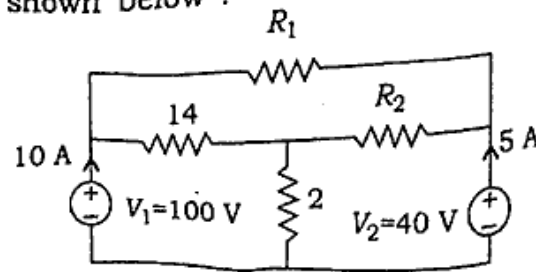 shown below :
R₁
14
R₂
10 A
5 A
+
−
V₁=100 V
2
V₂=40 V
+
−